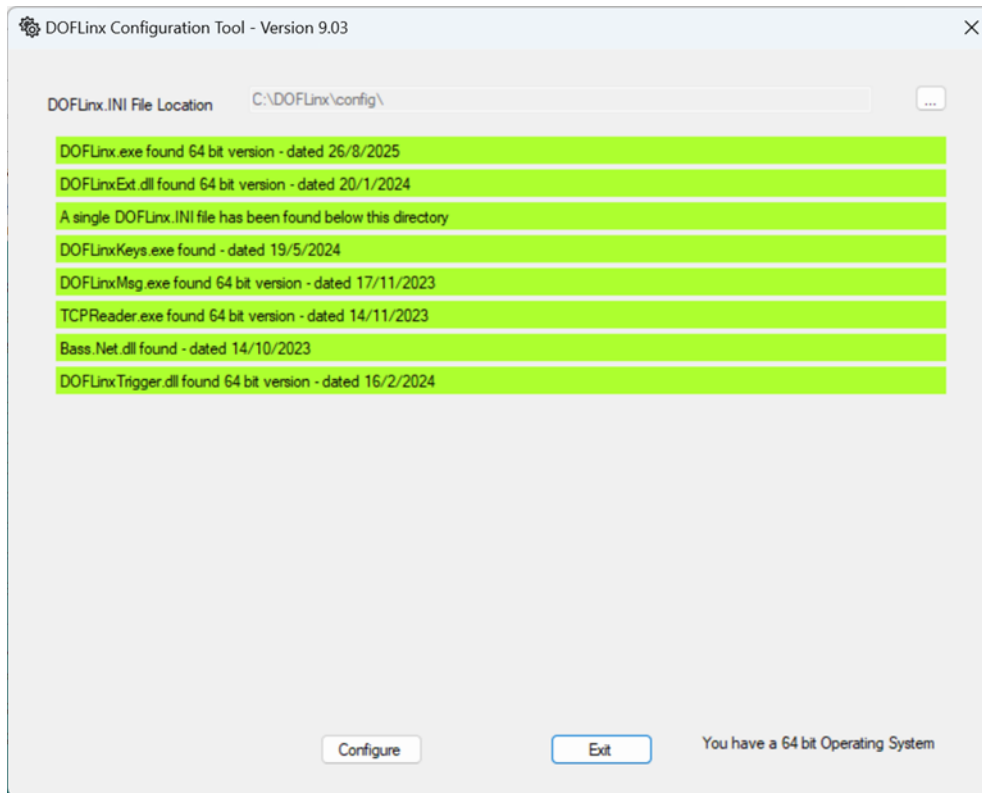 DOFLinx Configuration Tool - Version 9.03
DOFLinx.INI File Location
C:\DOFLinx\config\
...
DOFLinx.exe found 64 bit version - dated 26/8/2025
DOFLinxExt.dll found 64 bit version - dated 20/1/2024
A single DOFLinx.INI file has been found below this directory
DOFLinxKeys.exe found - dated 19/5/2024
DOFLinxMsg.exe found 64 bit version - dated 17/11/2023
TCPReader.exe found 64 bit version - dated 14/11/2023
Bass.Net.dll found - dated 14/10/2023
DOFLinxTrigger.dll found 64 bit version - dated 16/2/2024
Configure
Exit
You have a 64 bit Operating System